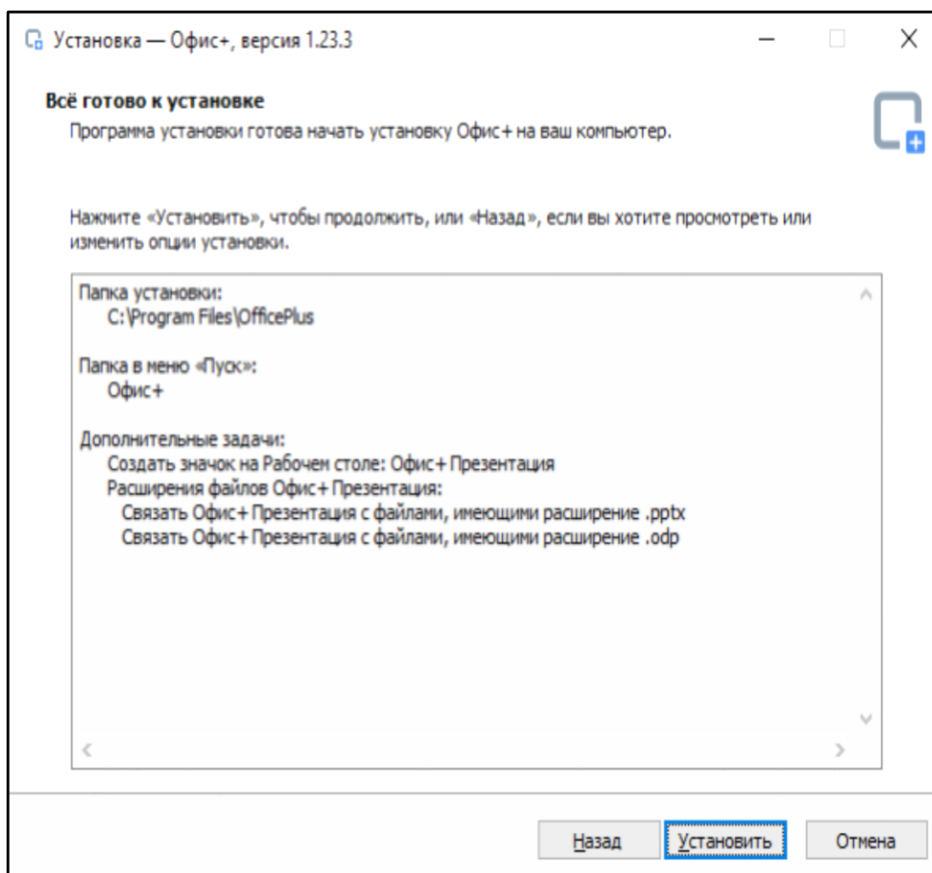 Установка — Офис+, версия 1.23.3
Всё готово к установке
Программа установки готова начать установку Офис+ на ваш компьютер.
Нажмите «Установить», чтобы продолжить, или «Назад», если вы хотите просмотреть или
изменить опции установки.
Папка установки:
C:\Program Files\OfficePlus
Папка в меню «Пуск»:
Офис+
Дополнительные задачи:
Создать значок на Рабочем столе: Офис+ Презентация
Расширения файлов Офис+ Презентация:
Связать Офис+ Презентация с файлами, имеющими расширение .pptx
Связать Офис+ Презентация с файлами, имеющими расширение .odp
Назад Установить Отмена